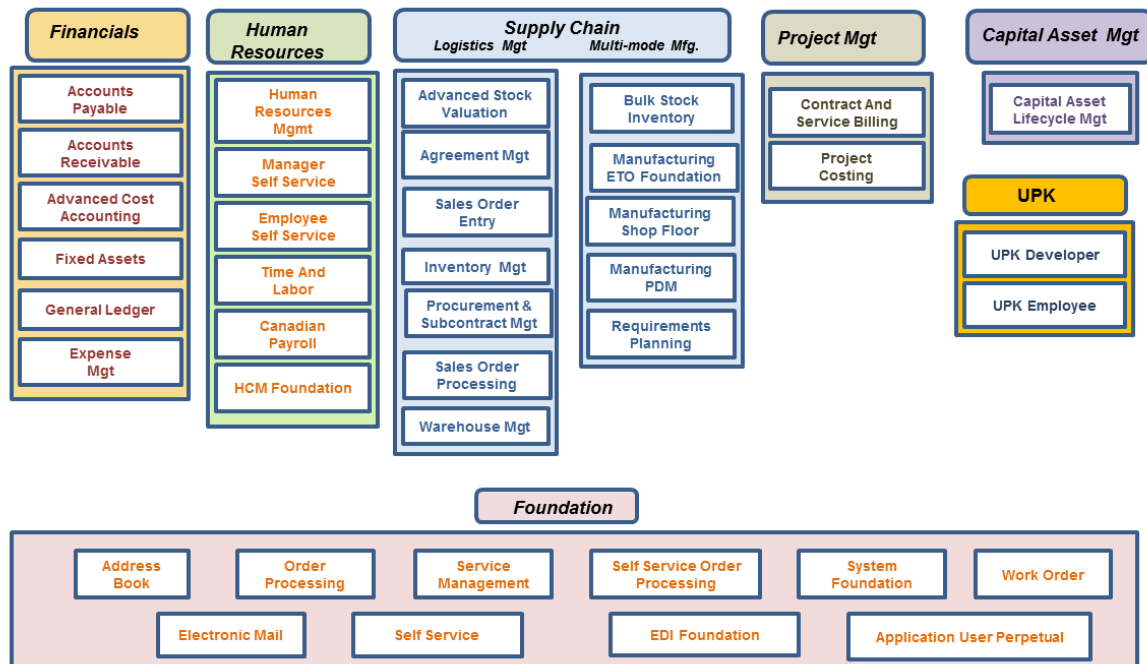 Financials
Accounts
Payable
Accounts
Receivable
Advanced Cost
Accounting
Fixed Assets
General Ledger
Expense
Mgt
Human
Resources
Human
Resources
Mgmt
Manager
Self Service
Employee
Self Service
Time And
Labor
Canadian
Payroll
HCM Foundation
Supply Chain
Logistics Mgt
Multi-mode Mfg.
Advanced Stock
Valuation
Agreement Mgt
Sales Order
Entry
Inventory Mgt
Procurement &
Subcontract Mgt
Sales Order
Processing
Warehouse Mgt
Bulk Stock
Inventory
Manufacturing
ETO Foundation
Manufacturing
Shop Floor
Manufacturing
PDM
Requirements
Planning
Project Mgt
Contract And
Service Billing
Project
Costing
Capital Asset Mgt
Capital Asset
Lifecycle Mgt
UPK
UPK Developer
UPK Employee
Foundation
Address
Book
Order
Processing
Service
Management
Self Service Order
Processing
System
Foundation
Work Order
Electronic Mail
Self Service
EDI Foundation
Application User Perpetual